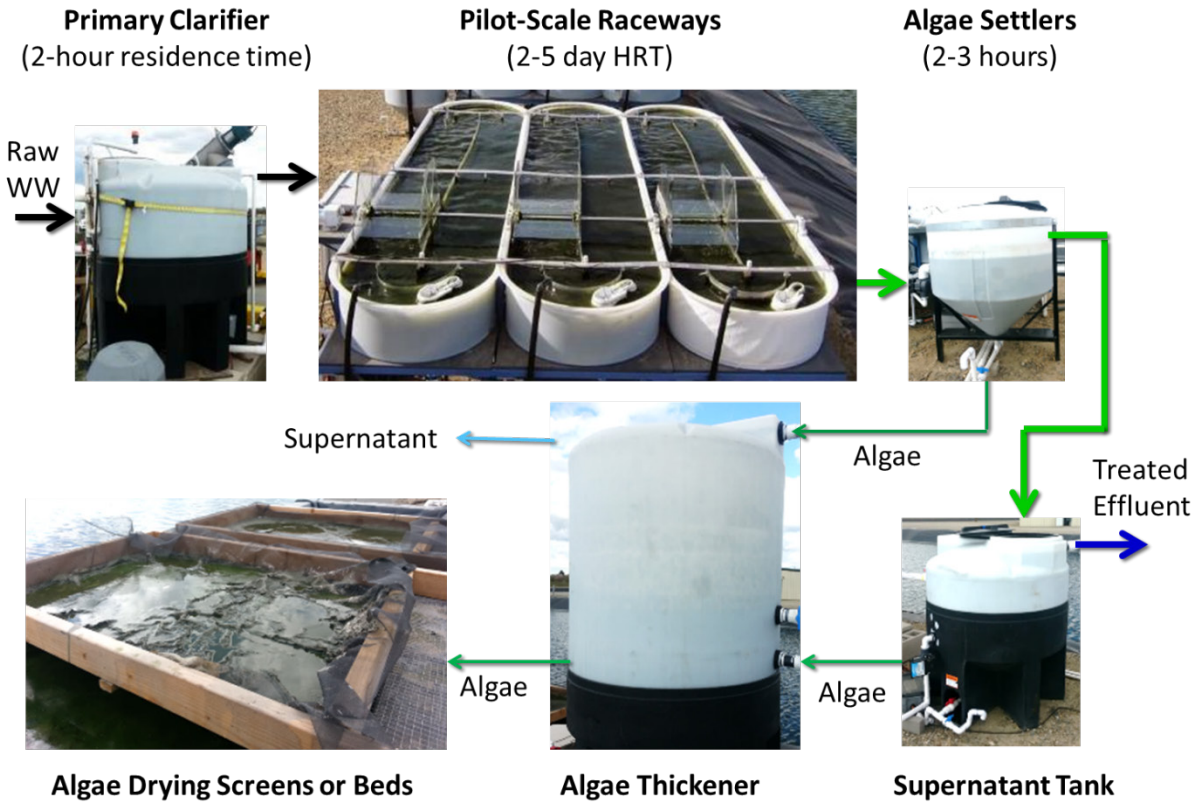 Primary Clarifier
(2-hour residence time)
Pilot-Scale Raceways
(2-5 day HRT)
Algae Settlers
(2-3 hours)
Raw
WW
Supernatant
Algae
Treated
Effluent
Algae
Algae
Algae Drying Screens or Beds
Algae Thickener
Supernatant Tank